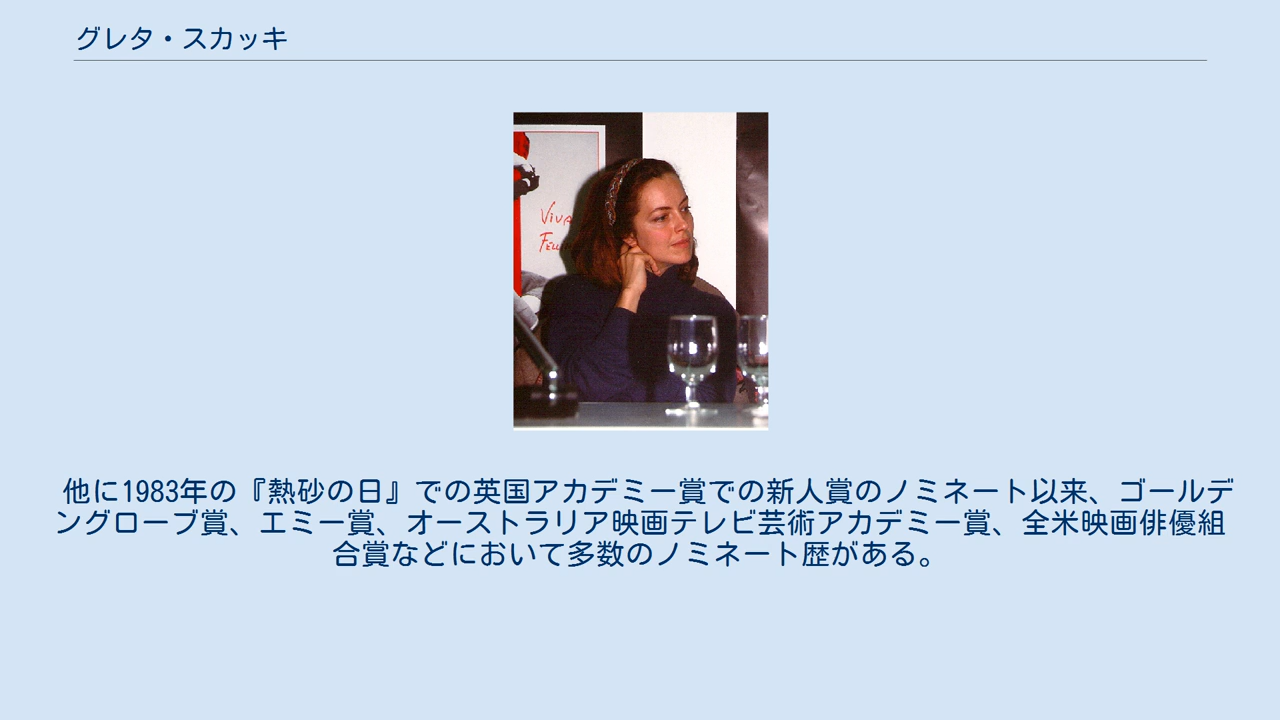 グレタ・スカッキ
VIVA
他に1983年の『熱砂の日』での英国アカデミー賞での新人賞のノミネート以来、ゴールデ
ングローブ賞、エミー賞、オーストラリア映画テレビ芸術アカデミー賞、全米映画俳優組
合賞などにおいて多数のノミネート歴がある。